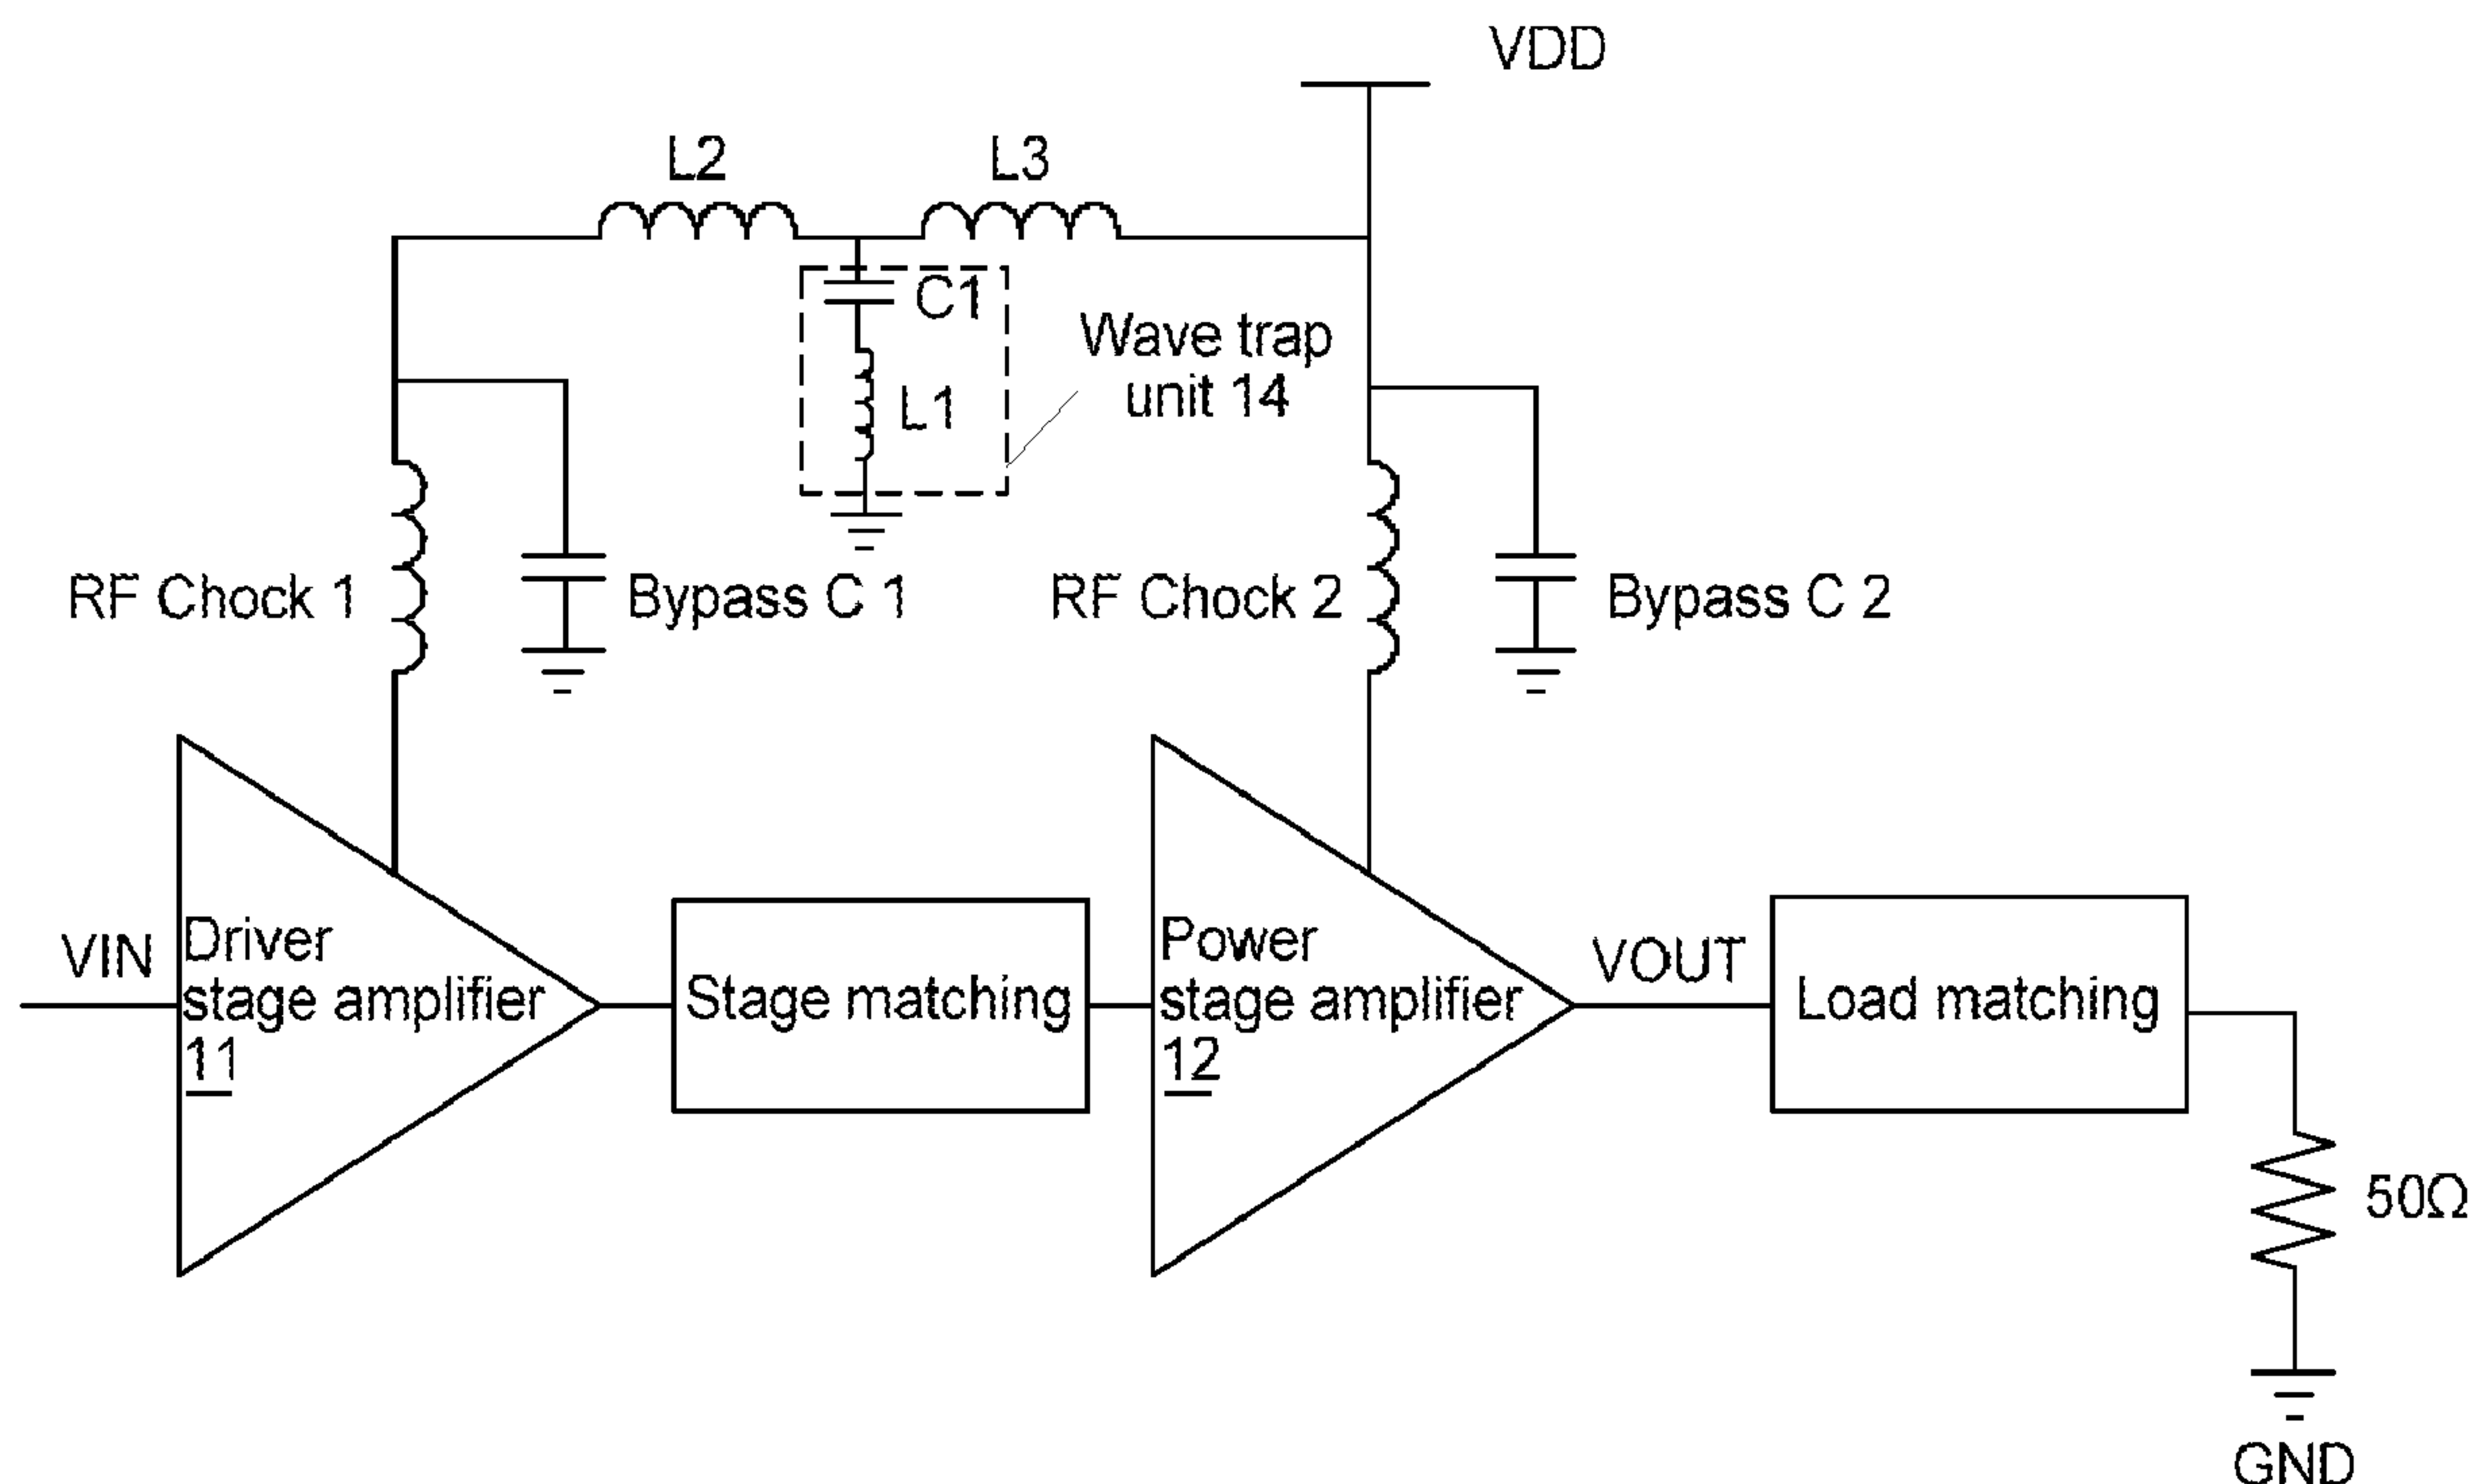 VDD
L2
L3
C1
L1
Wave trap
unit 14
RF Chock 1
Bypass C 1
RF Chock 2
Bypass C 2
VIN
Driver
stage amplifier
11
Stage matching
Power
stage amplifier
12
VOUT
Load matching
50Ω
GND